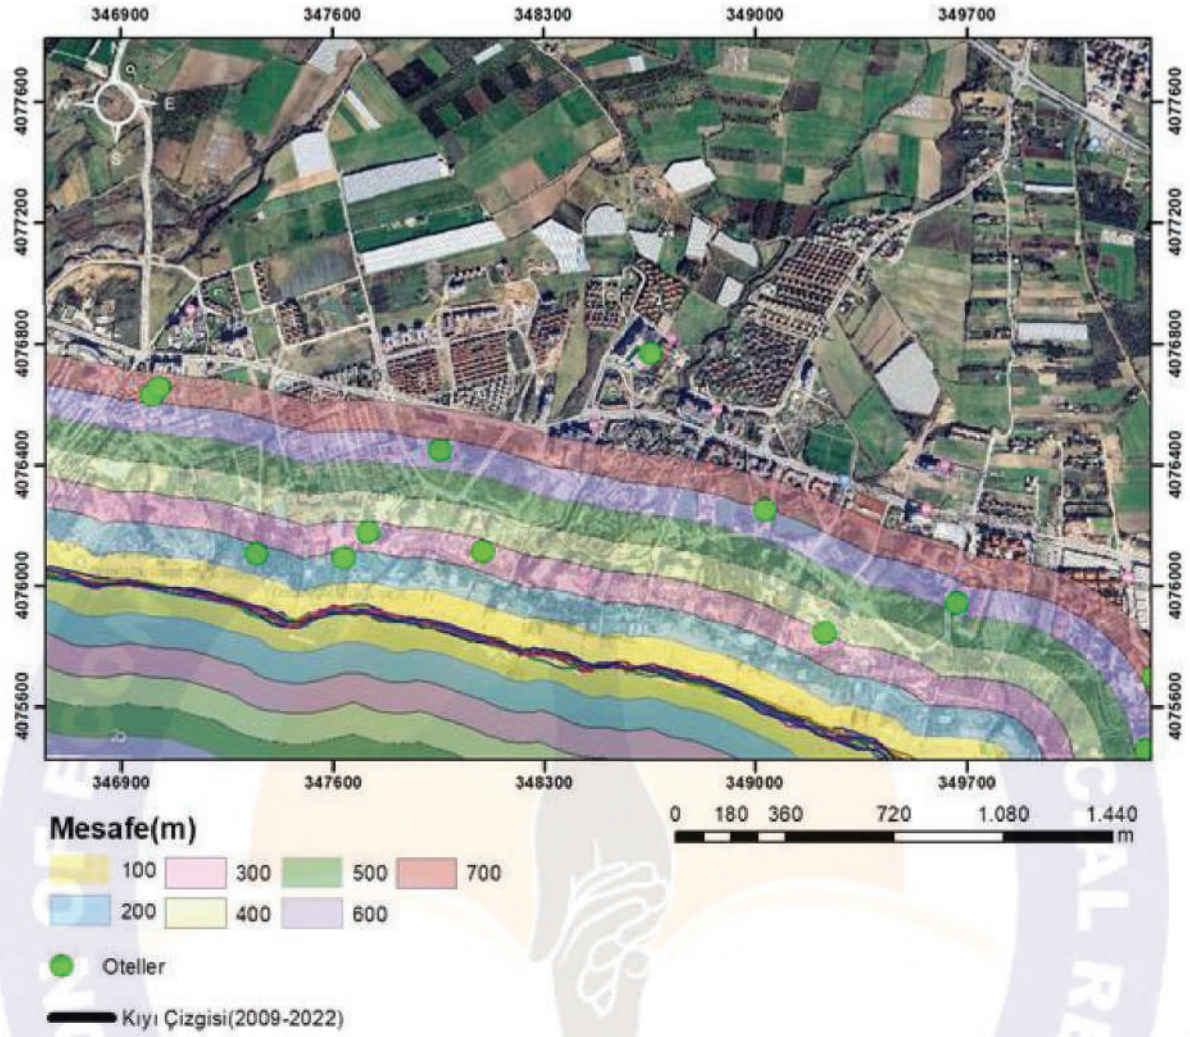 346900 347600 348300 349000 349700
4077600 4077600
4077200 4077200
4076800 4076800
4076400 4076400
4076000 4076000
4075600 4075600
N
E
S
346900 347600 348300 349000 349700
Mesafe(m)
100 300 500 700
200 400 600
Oteller
Kıyı Çizgisi(2009-2022)
0 180 360 720 1.080 1.440
m